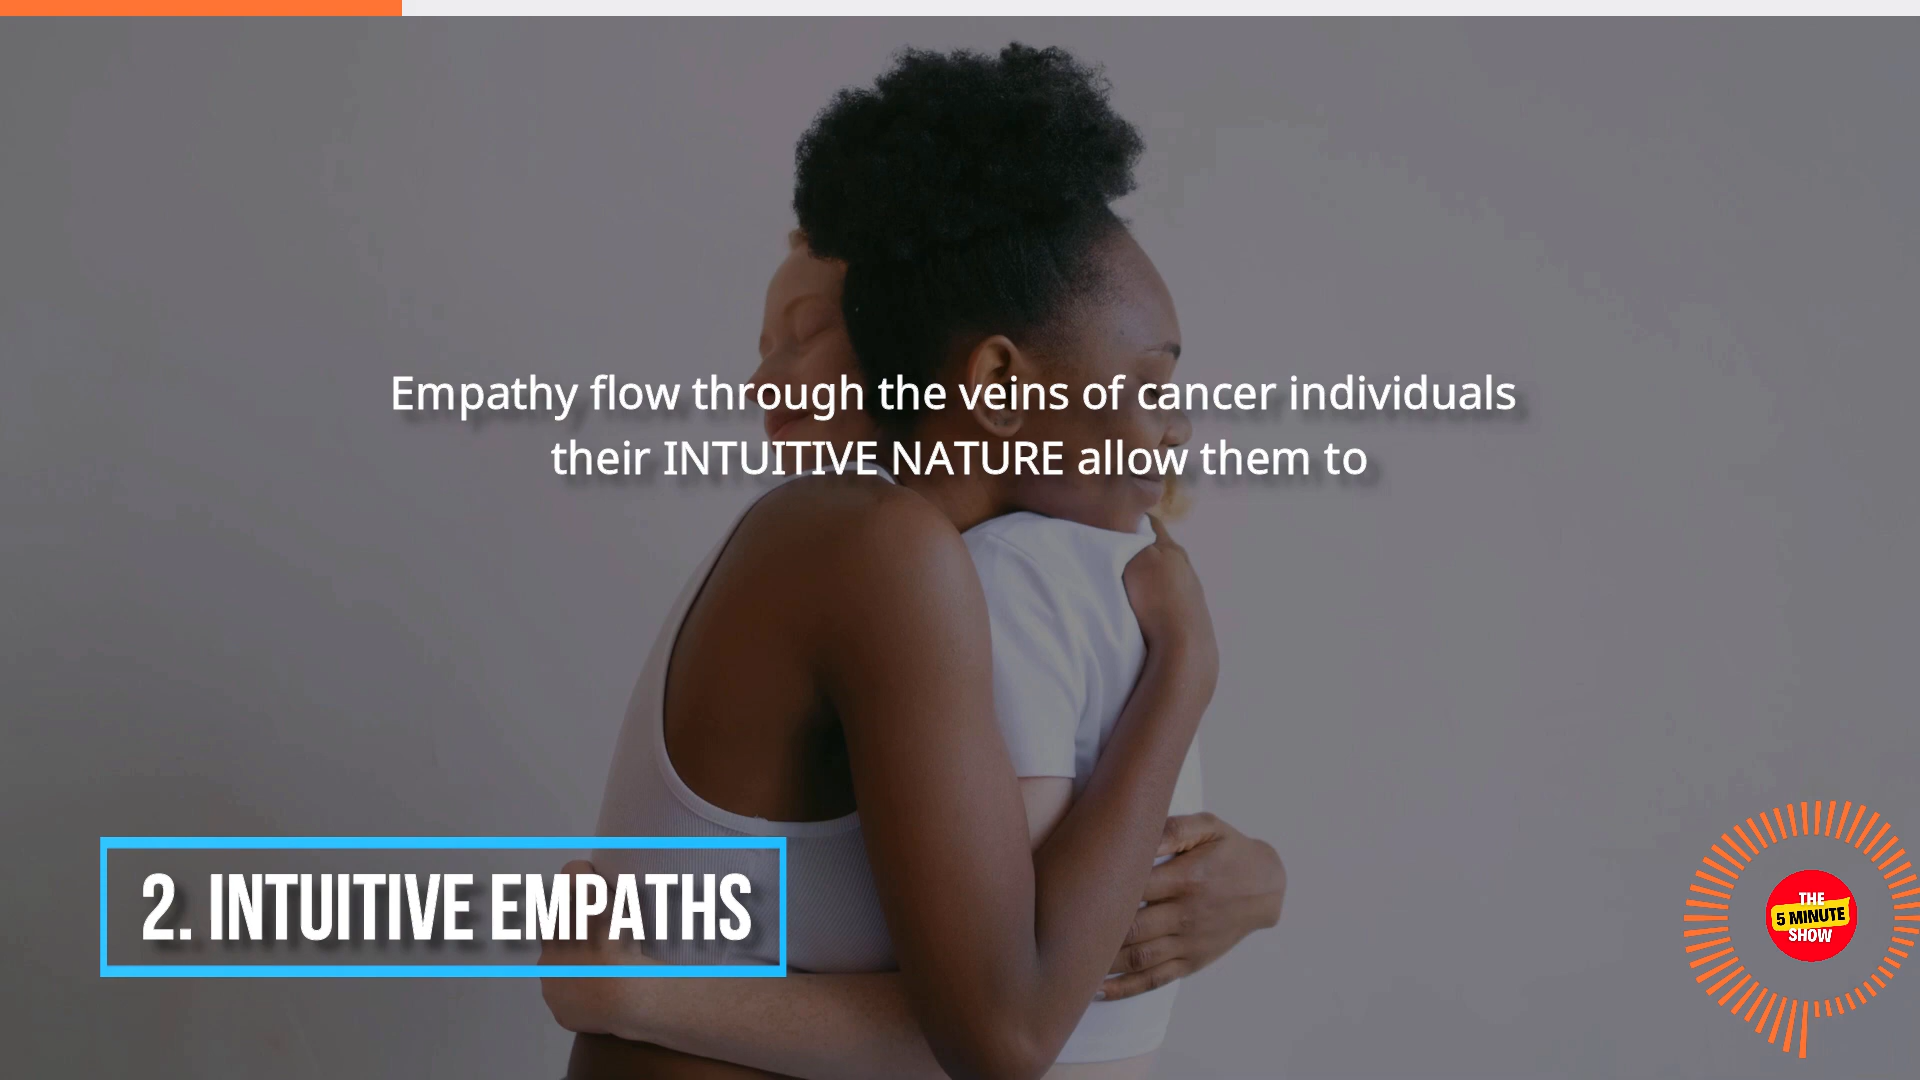 Empathy flow through the veins of cancer individuals
their INTUITIVE NATURE allow them to
2. INTUITIVE EMPATHS
THE
5 MINUTE
SHOW